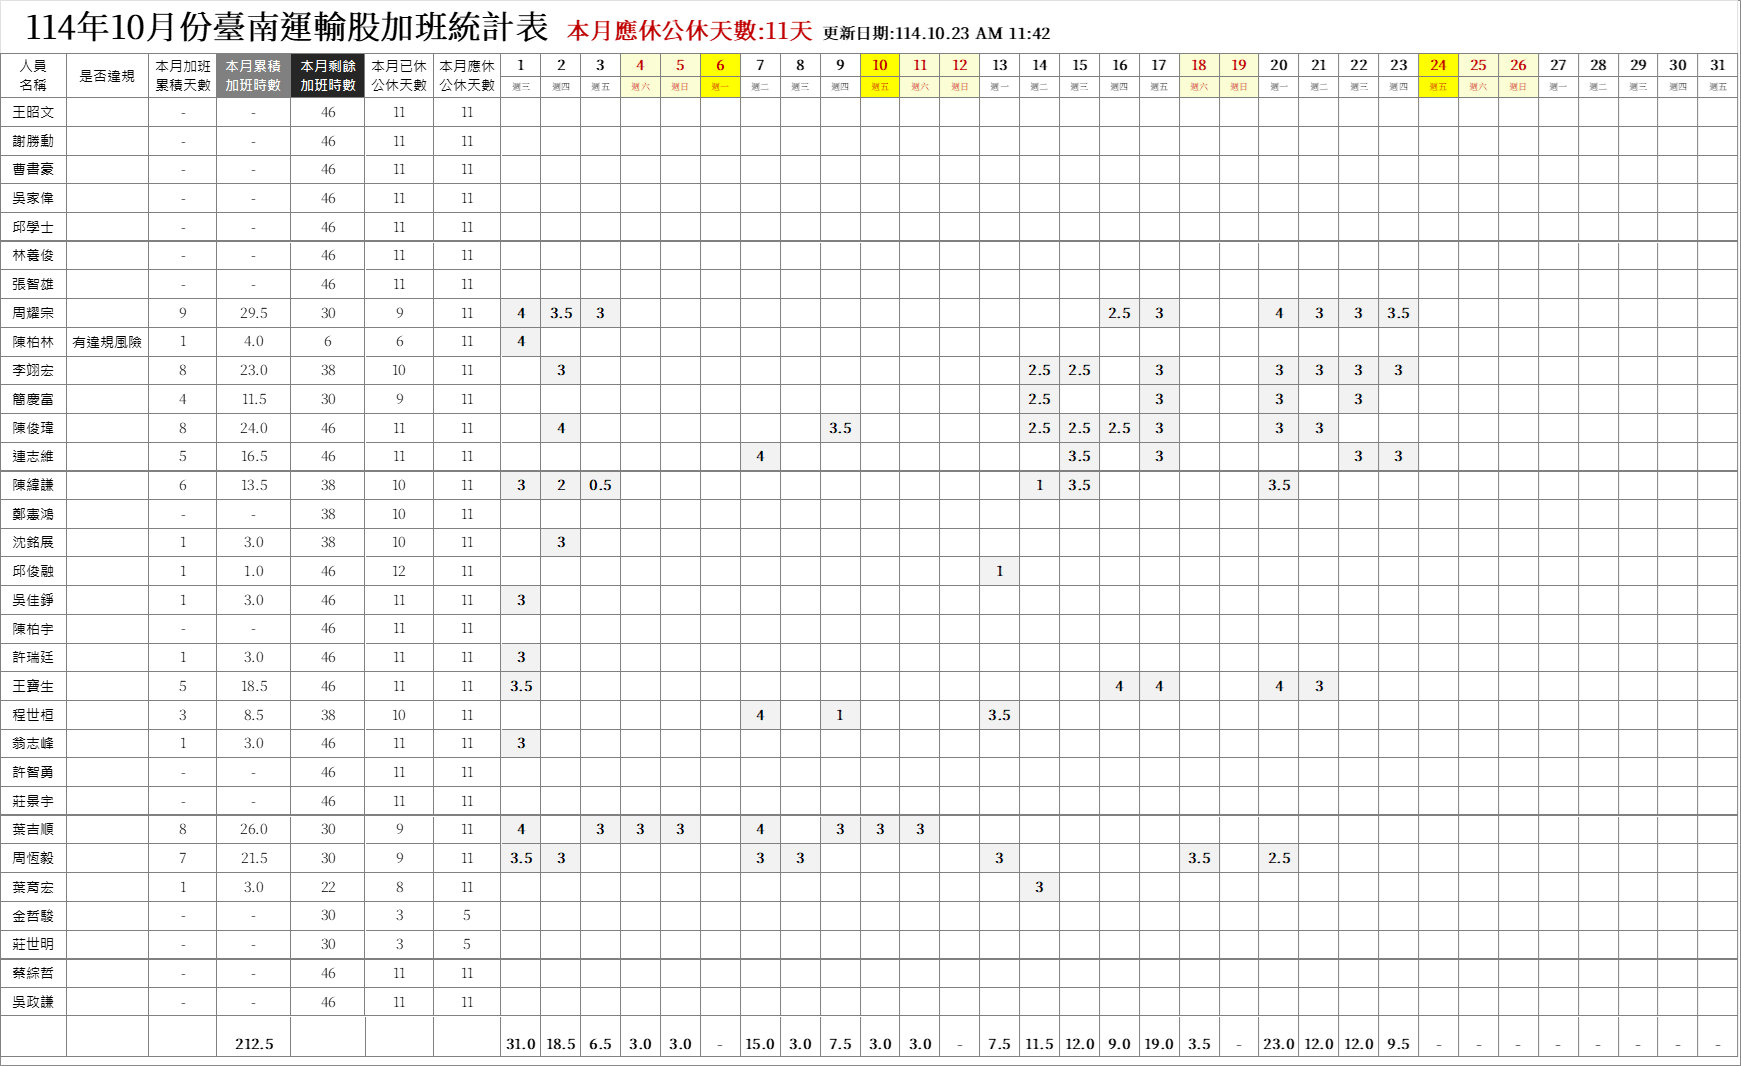 114年10月份臺南運輸股加班統計表 本月應休公休天數:11天 更新日期:114.10.23 AM 11:42
人員名稱 是否違規 本月加班累積天數 本月累積加班時數 本月剩餘加班時數 本月已休公休天數 本月應休公休天數 1 2 3 4 5 6 7 8 9 10 11 12 13 14 15 16 17 18 19 20 21 22 23 24 25 26 27 28 29 30 31
週三 週四 週五 週六 週日 週一 週二 週三 週四 週五 週六 週日 週一 週二 週三 週四 週五 週六 週日 週一 週二 週三 週四 週五 週六 週日 週一 週二 週三 週四 週五
王昭文 - - 46 11 11
謝勝勳 - - 46 11 11
曹書豪 - - 46 11 11
吳家偉 - - 46 11 11
邱學士 - - 46 11 11
林養俊 - - 46 11 11
張智雄 - - 46 11 11
周耀宗 9 29.5 30 9 11 4 3.5 3 2.5 3 4 3 3 3.5
陳柏林 有違規風險 1 4.0 6 6 11 4
李翊宏 8 23.0 38 10 11 3 2.5 2.5 3 3 3 3 3
簡慶富 4 11.5 30 9 11 2.5 3 3 3
陳俊瑋 8 24.0 46 11 11 4 3.5 2.5 2.5 2.5 3 3 3
連志維 5 16.5 46 11 11 4 3.5 3 3 3
陳緯謙 6 13.5 38 10 11 3 2 0.5 1 3.5 3.5
鄭憲鴻 - - 38 10 11
沈銘展 1 3.0 38 10 11 3
邱俊融 1 1.0 46 12 11 1
吳佳錚 1 3.0 46 11 11 3
陳柏宇 - - 46 11 11
許瑞廷 1 3.0 46 11 11 3
王寶生 5 18.5 46 11 11 3.5 4 4 4 3
程世桓 3 8.5 38 10 11 4 1 3.5
翁志峰 1 3.0 46 11 11 3
許智勇 - - 46 11 11
莊景宇 - - 46 11 11
葉吉順 8 26.0 30 9 11 4 3 3 3 4 3 3 3
周恆毅 7 21.5 30 9 11 3.5 3 3 3 3 3.5 2.5
葉育宏 1 3.0 22 8 11 3
金哲駿 - - 30 3 5
莊世明 - - 30 3 5
蔡綜哲 - - 46 11 11
吳政謙 - - 46 11 11
212.5 31.0 18.5 6.5 3.0 3.0 - 15.0 3.0 7.5 3.0 3.0 - 7.5 11.5 12.0 9.0 19.0 3.5 - 23.0 12.0 12.0 9.5 - - - - - - - -